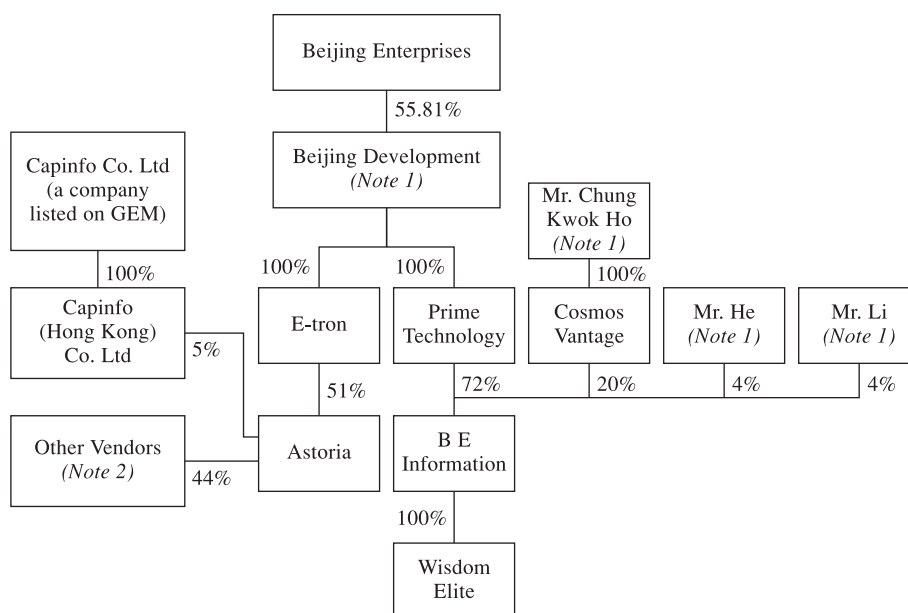 Beijing Enterprises
55.81%
Beijing Development
(Note 1)
Capinfo Co. Ltd
(a company
listed on GEM)
Mr. Chung
Kwok Ho
(Note 1)
100%
100%
100%
100%
Capinfo
(Hong Kong)
Co. Ltd
E-tron
Prime
Technology
Cosmos
Vantage
Mr. He
(Note 1)
Mr. Li
(Note 1)
5%
51%
72%
20%
4%
4%
Other Vendors
(Note 2)
44%
Astoria
B E
Information
100%
Wisdom
Elite